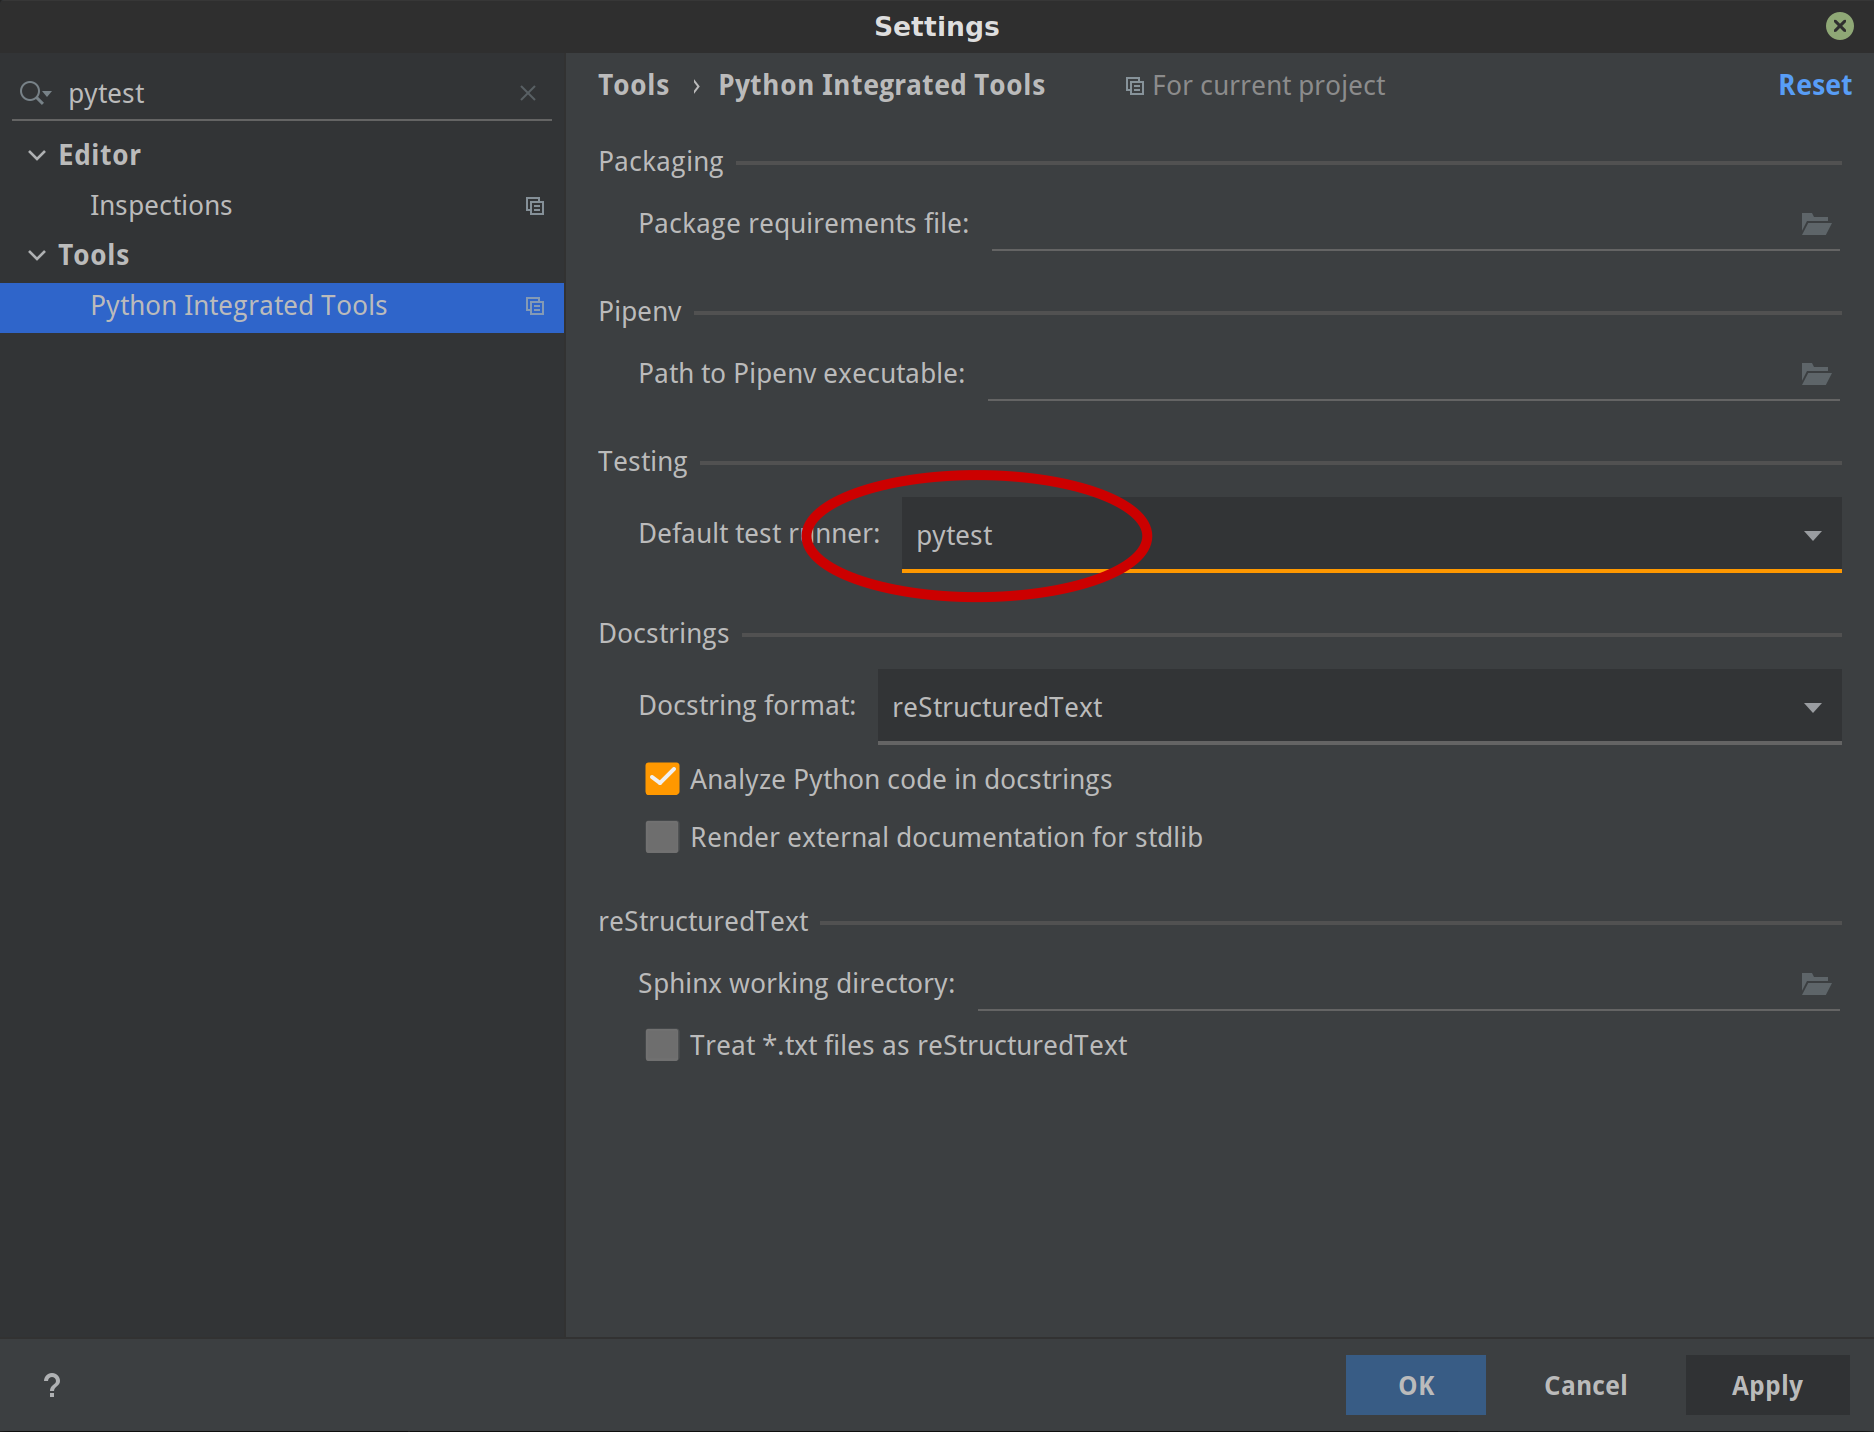 Settings
pytest
Editor
Inspections
Tools
Python Integrated Tools
Tools › Python Integrated Tools For current project Reset
Packaging
Package requirements file:
Pipenv
Path to Pipenv executable:
Testing
Default test runner: pytest
Docstrings
Docstring format: reStructuredText
Analyze Python code in docstrings
Render external documentation for stdlib
reStructuredText
Sphinx working directory:
Treat *.txt files as reStructuredText
? OK Cancel Apply